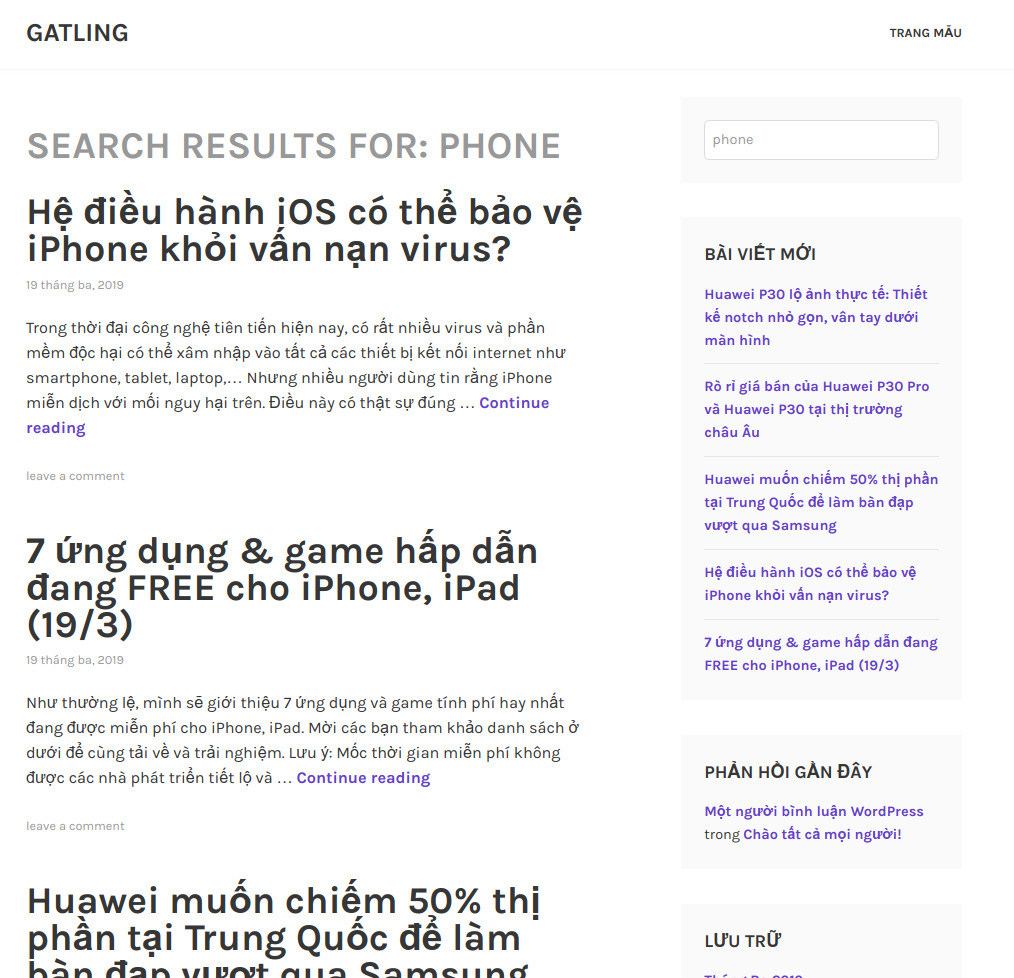 GATLING
TRANG MẪU
SEARCH RESULTS FOR: PHONE
Hệ điều hành iOS có thể bảo vệ
iPhone khỏi vấn nạn virus?
19 tháng ba, 2019
Trong thời đại công nghệ tiên tiến hiện nay, có rất nhiều virus và phần
mềm độc hại có thể xâm nhập vào tất cả các thiết bị kết nối internet như
smartphone, tablet, laptop,… Nhưng nhiều người dùng tin rằng iPhone
miễn dịch với mối nguy hại trên. Điều này có thật sự đúng … Continue
reading
leave a comment
7 ứng dụng & game hấp dẫn
đang FREE cho iPhone, iPad
(19/3)
19 tháng ba, 2019
Như thường lệ, mình sẽ giới thiệu 7 ứng dụng và game tính phí hay nhất
đang được miễn phí cho iPhone, iPad. Mời các bạn tham khảo danh sách ở
dưới để cùng tải về và trải nghiệm. Lưu ý: Mốc thời gian miễn phí không
được các nhà phát triển tiết lộ và … Continue reading
leave a comment
Huawei muốn chiếm 50% thị
phần tại Trung Quốc để làm
bàn đạp vượt qua Samsung
phone
BÀI VIẾT MỚI
Huawei P30 lộ ảnh thực tế: Thiết
kế notch nhỏ gọn, vân tay dưới
màn hình
Rò rỉ giá bán của Huawei P30 Pro
và Huawei P30 tại thị trường
châu Âu
Huawei muốn chiếm 50% thị phần
tại Trung Quốc để làm bàn đạp
vượt qua Samsung
Hệ điều hành iOS có thể bảo vệ
iPhone khỏi vấn nạn virus?
7 ứng dụng & game hấp dẫn đang
FREE cho iPhone, iPad (19/3)
PHẢN HỒI GẦN ĐÂY
Một người bình luận WordPress
trong Chào tất cả mọi người!
LƯU TRỮ
Tháng Ba 2019